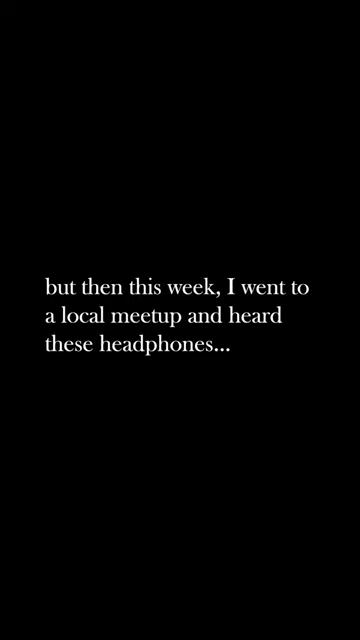 but then this week, I went to
a local meetup and heard
these headphones...